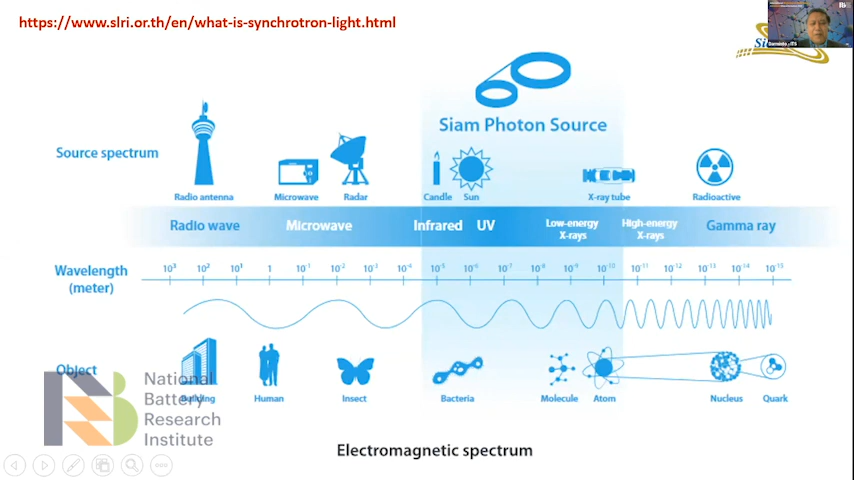 https://www.slri.or.th/en/what-is-synchrotron-light.html
Siam Photon Source
Source spectrum
Radio antenna
Microwave
Radar
Candle
Sun
X-ray tube
Radioactive
Radio wave
Microwave
Infrared
UV
Low-energy
X-rays
High-energy
X-rays
Gamma ray
Wavelength
(meter)
10³ 10² 10¹ 1 10⁻¹ 10⁻² 10⁻³ 10⁻⁴ 10⁻⁵ 10⁻⁶ 10⁻⁷ 10⁻⁸ 10⁻⁹ 10⁻¹⁰ 10⁻¹¹ 10⁻¹² 10⁻¹³ 10⁻¹⁴ 10⁻¹⁵
Object
Building
Human
Insect
Bacteria
Molecule
Atom
Nucleus
Quark
National
Battery
Research
Institute
Electromagnetic spectrum